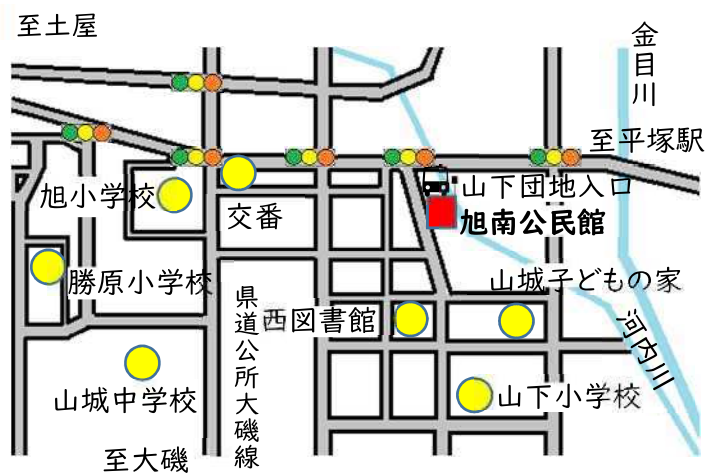 至土屋
金目川
至平塚駅
山下団地入口
旭小学校
交番
旭南公民館
勝原小学校
山城子どもの家
県道公所大磯線
西図書館
河内川
山城中学校
山下小学校
至大磯